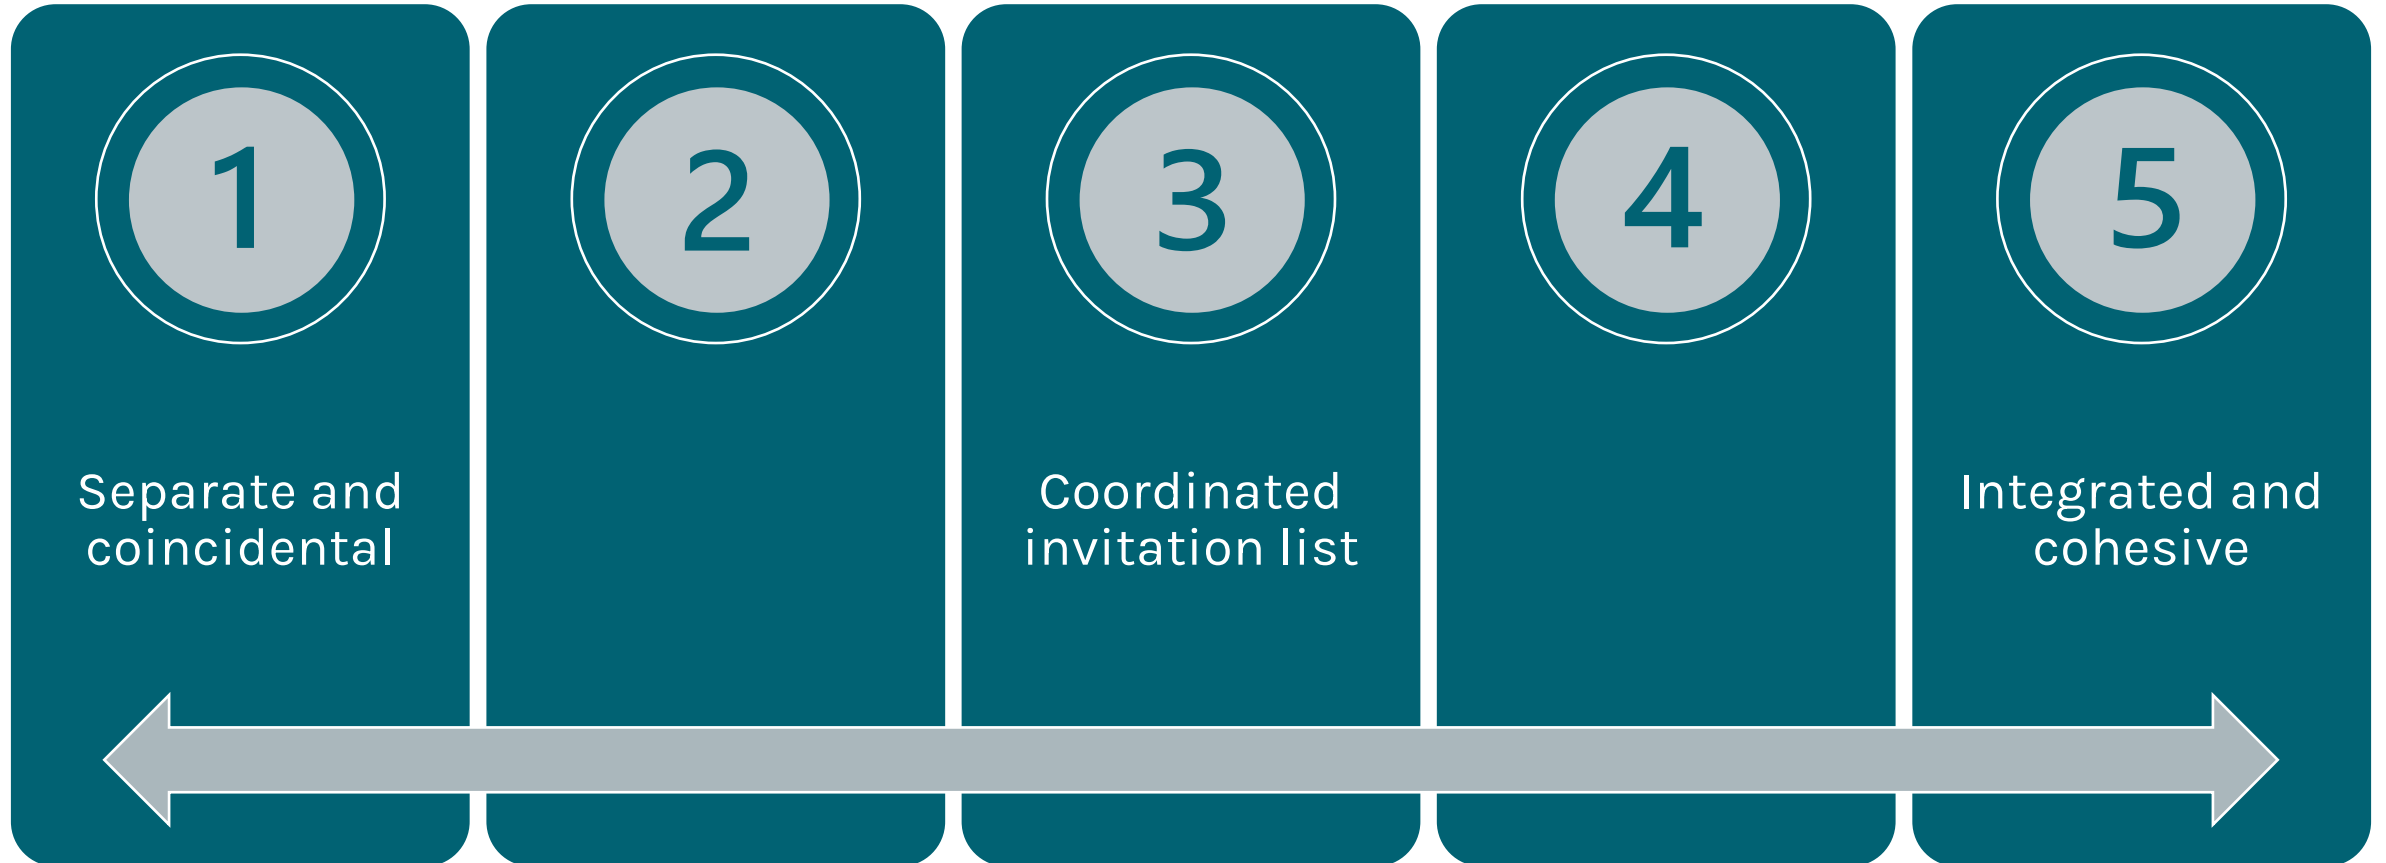 1
2
3
4
5
Separate and
coincidental
Coordinated
invitation list
Integrated and
cohesive